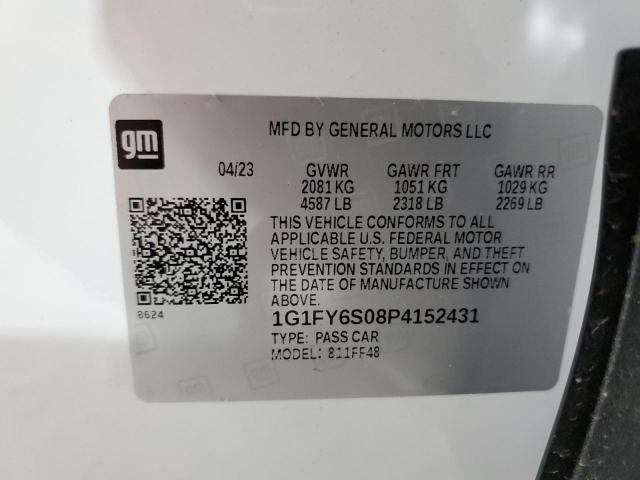 gm
MFD BY GENERAL MOTORS LLC
04/23 GVWR GAWR FRT GAWR RR
2081 KG 1051 KG 1029 KG
4587 LB 2318 LB 2269 LB
THIS VEHICLE CONFORMS TO ALL
APPLICABLE U.S. FEDERAL MOTOR
VEHICLE SAFETY, BUMPER, AND THEFT
PREVENTION STANDARDS IN EFFECT ON
THE DATE OF MANUFACTURE SHOWN
ABOVE.
8624
1G1FY6S08P4152431
TYPE: PASS CAR
MODEL: 811FF48